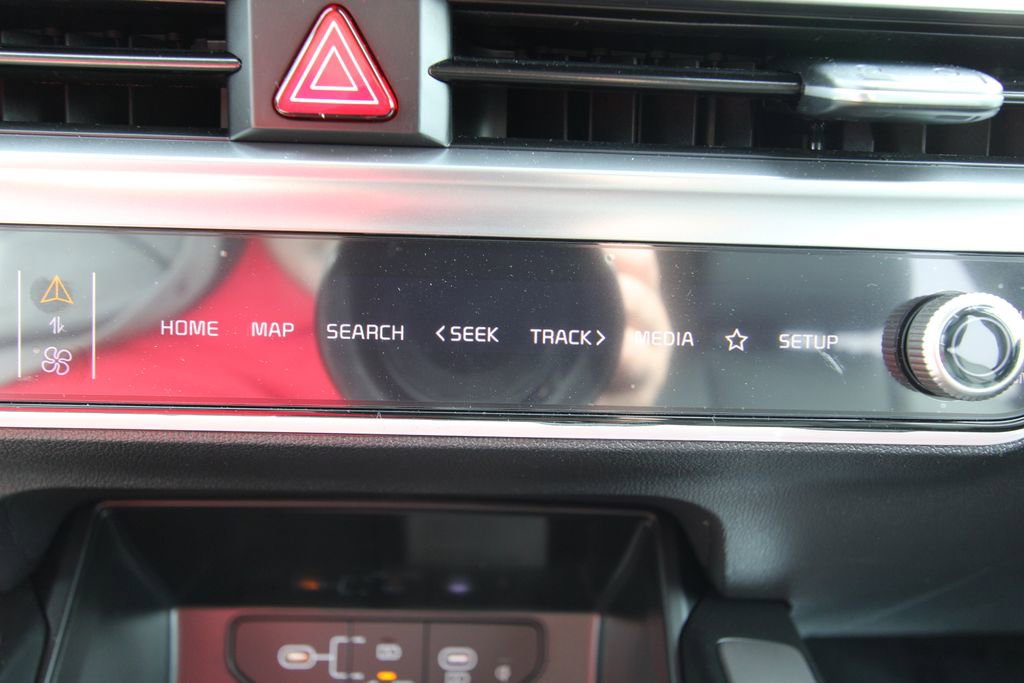 HOME MAP SEARCH <SEEK TRACK> MEDIA ☆ SETUP